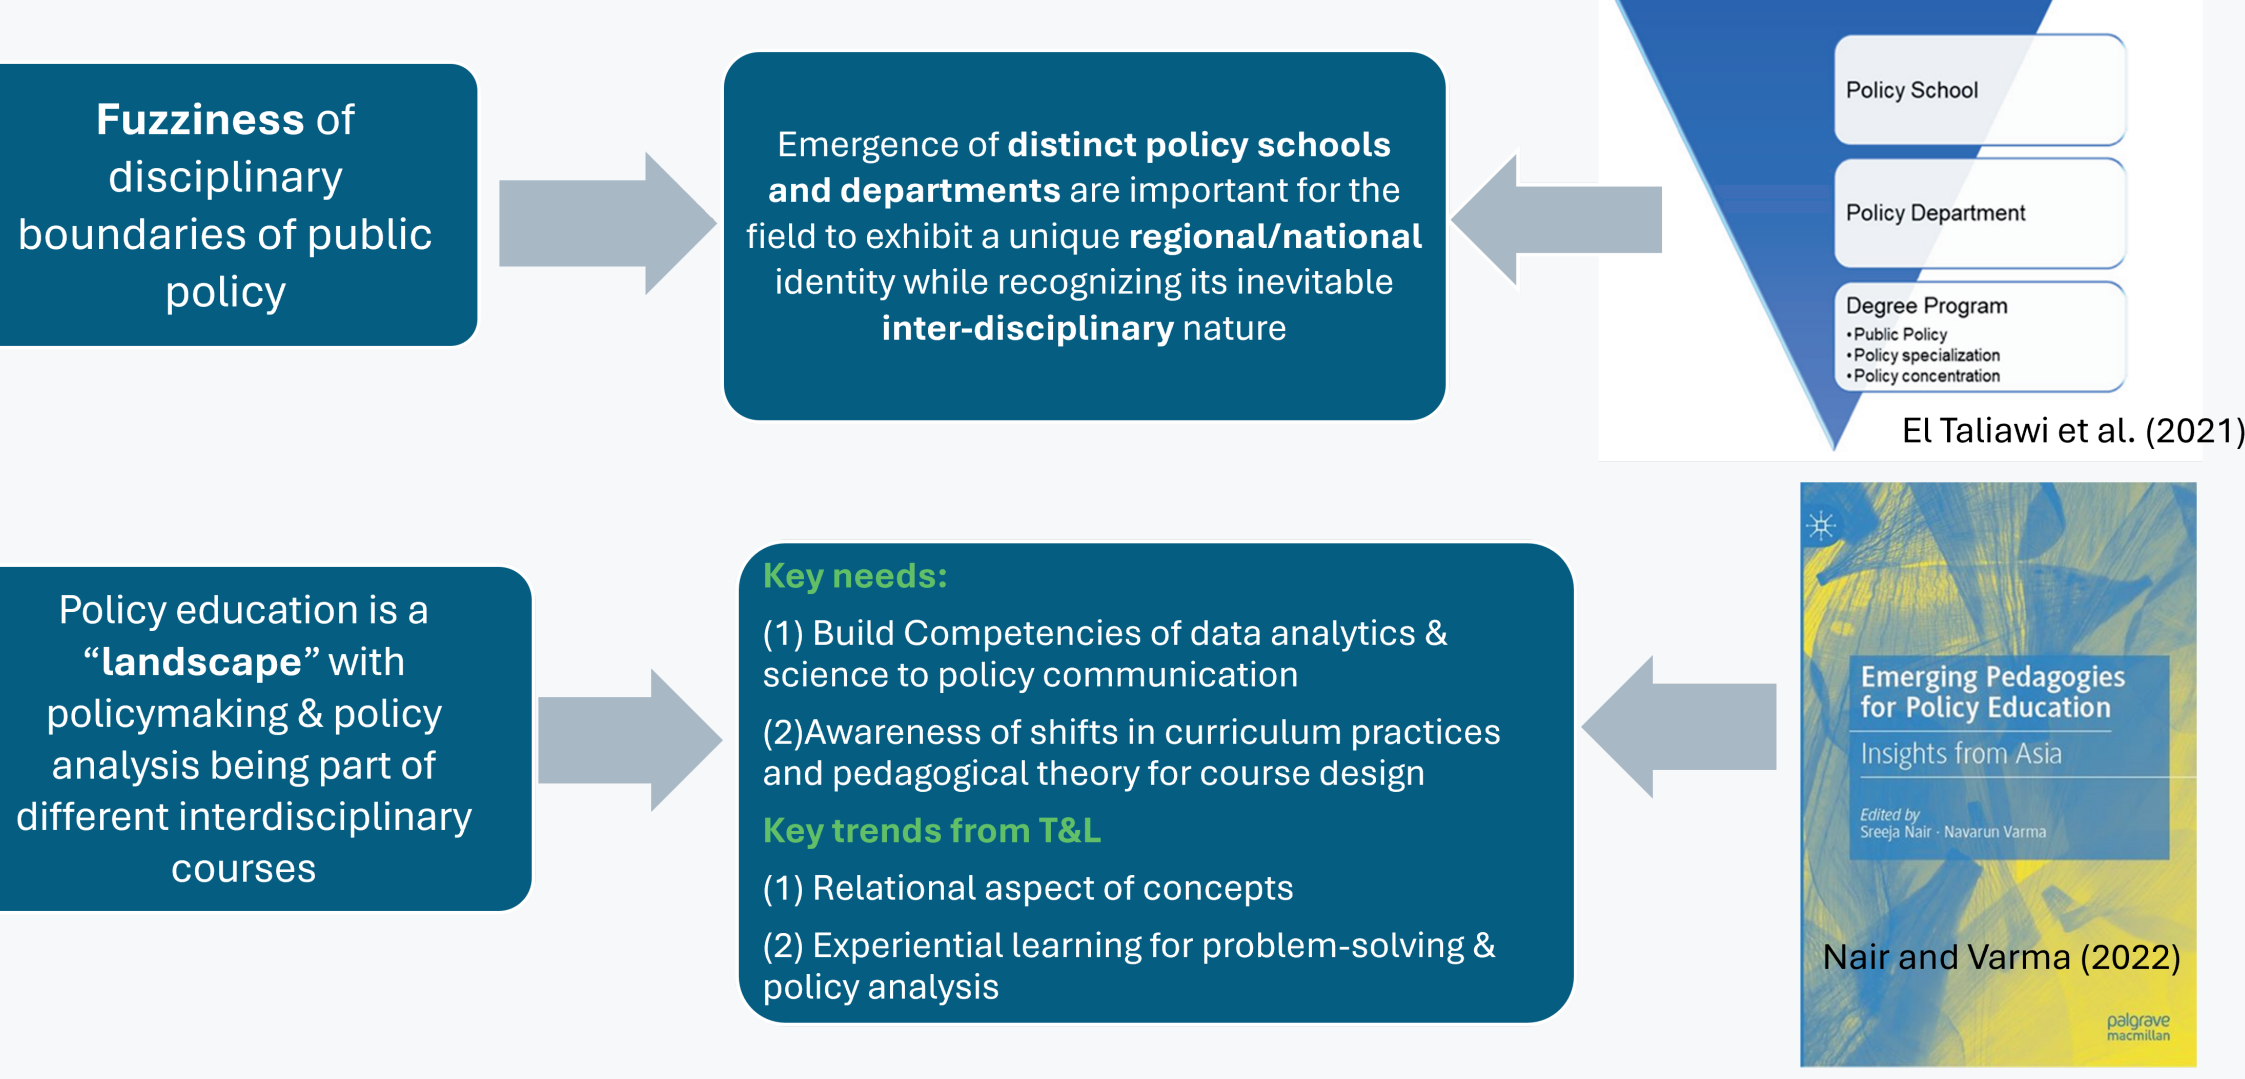 Fuzziness of
disciplinary
boundaries of public
policy
Emergence of distinct policy schools
and departments are important for the
field to exhibit a unique regional/national
identity while recognizing its inevitable
inter-disciplinary nature
Policy School
Policy Department
Degree Program
•Public Policy
•Policy specialization
•Policy concentration
El Taliawi et al. (2021)
Policy education is a
“landscape” with
policymaking & policy
analysis being part of
different interdisciplinary
courses
Key needs:
(1) Build Competencies of data analytics &
science to policy communication
(2)Awareness of shifts in curriculum practices
and pedagogical theory for course design
Key trends from T&L
(1) Relational aspect of concepts
(2) Experiential learning for problem-solving &
policy analysis
Emerging Pedagogies
for Policy Education
Insights from Asia
Edited by
Sreeja Nair · Navarun Varma
Nair and Varma (2022)
palgrave
macmillan